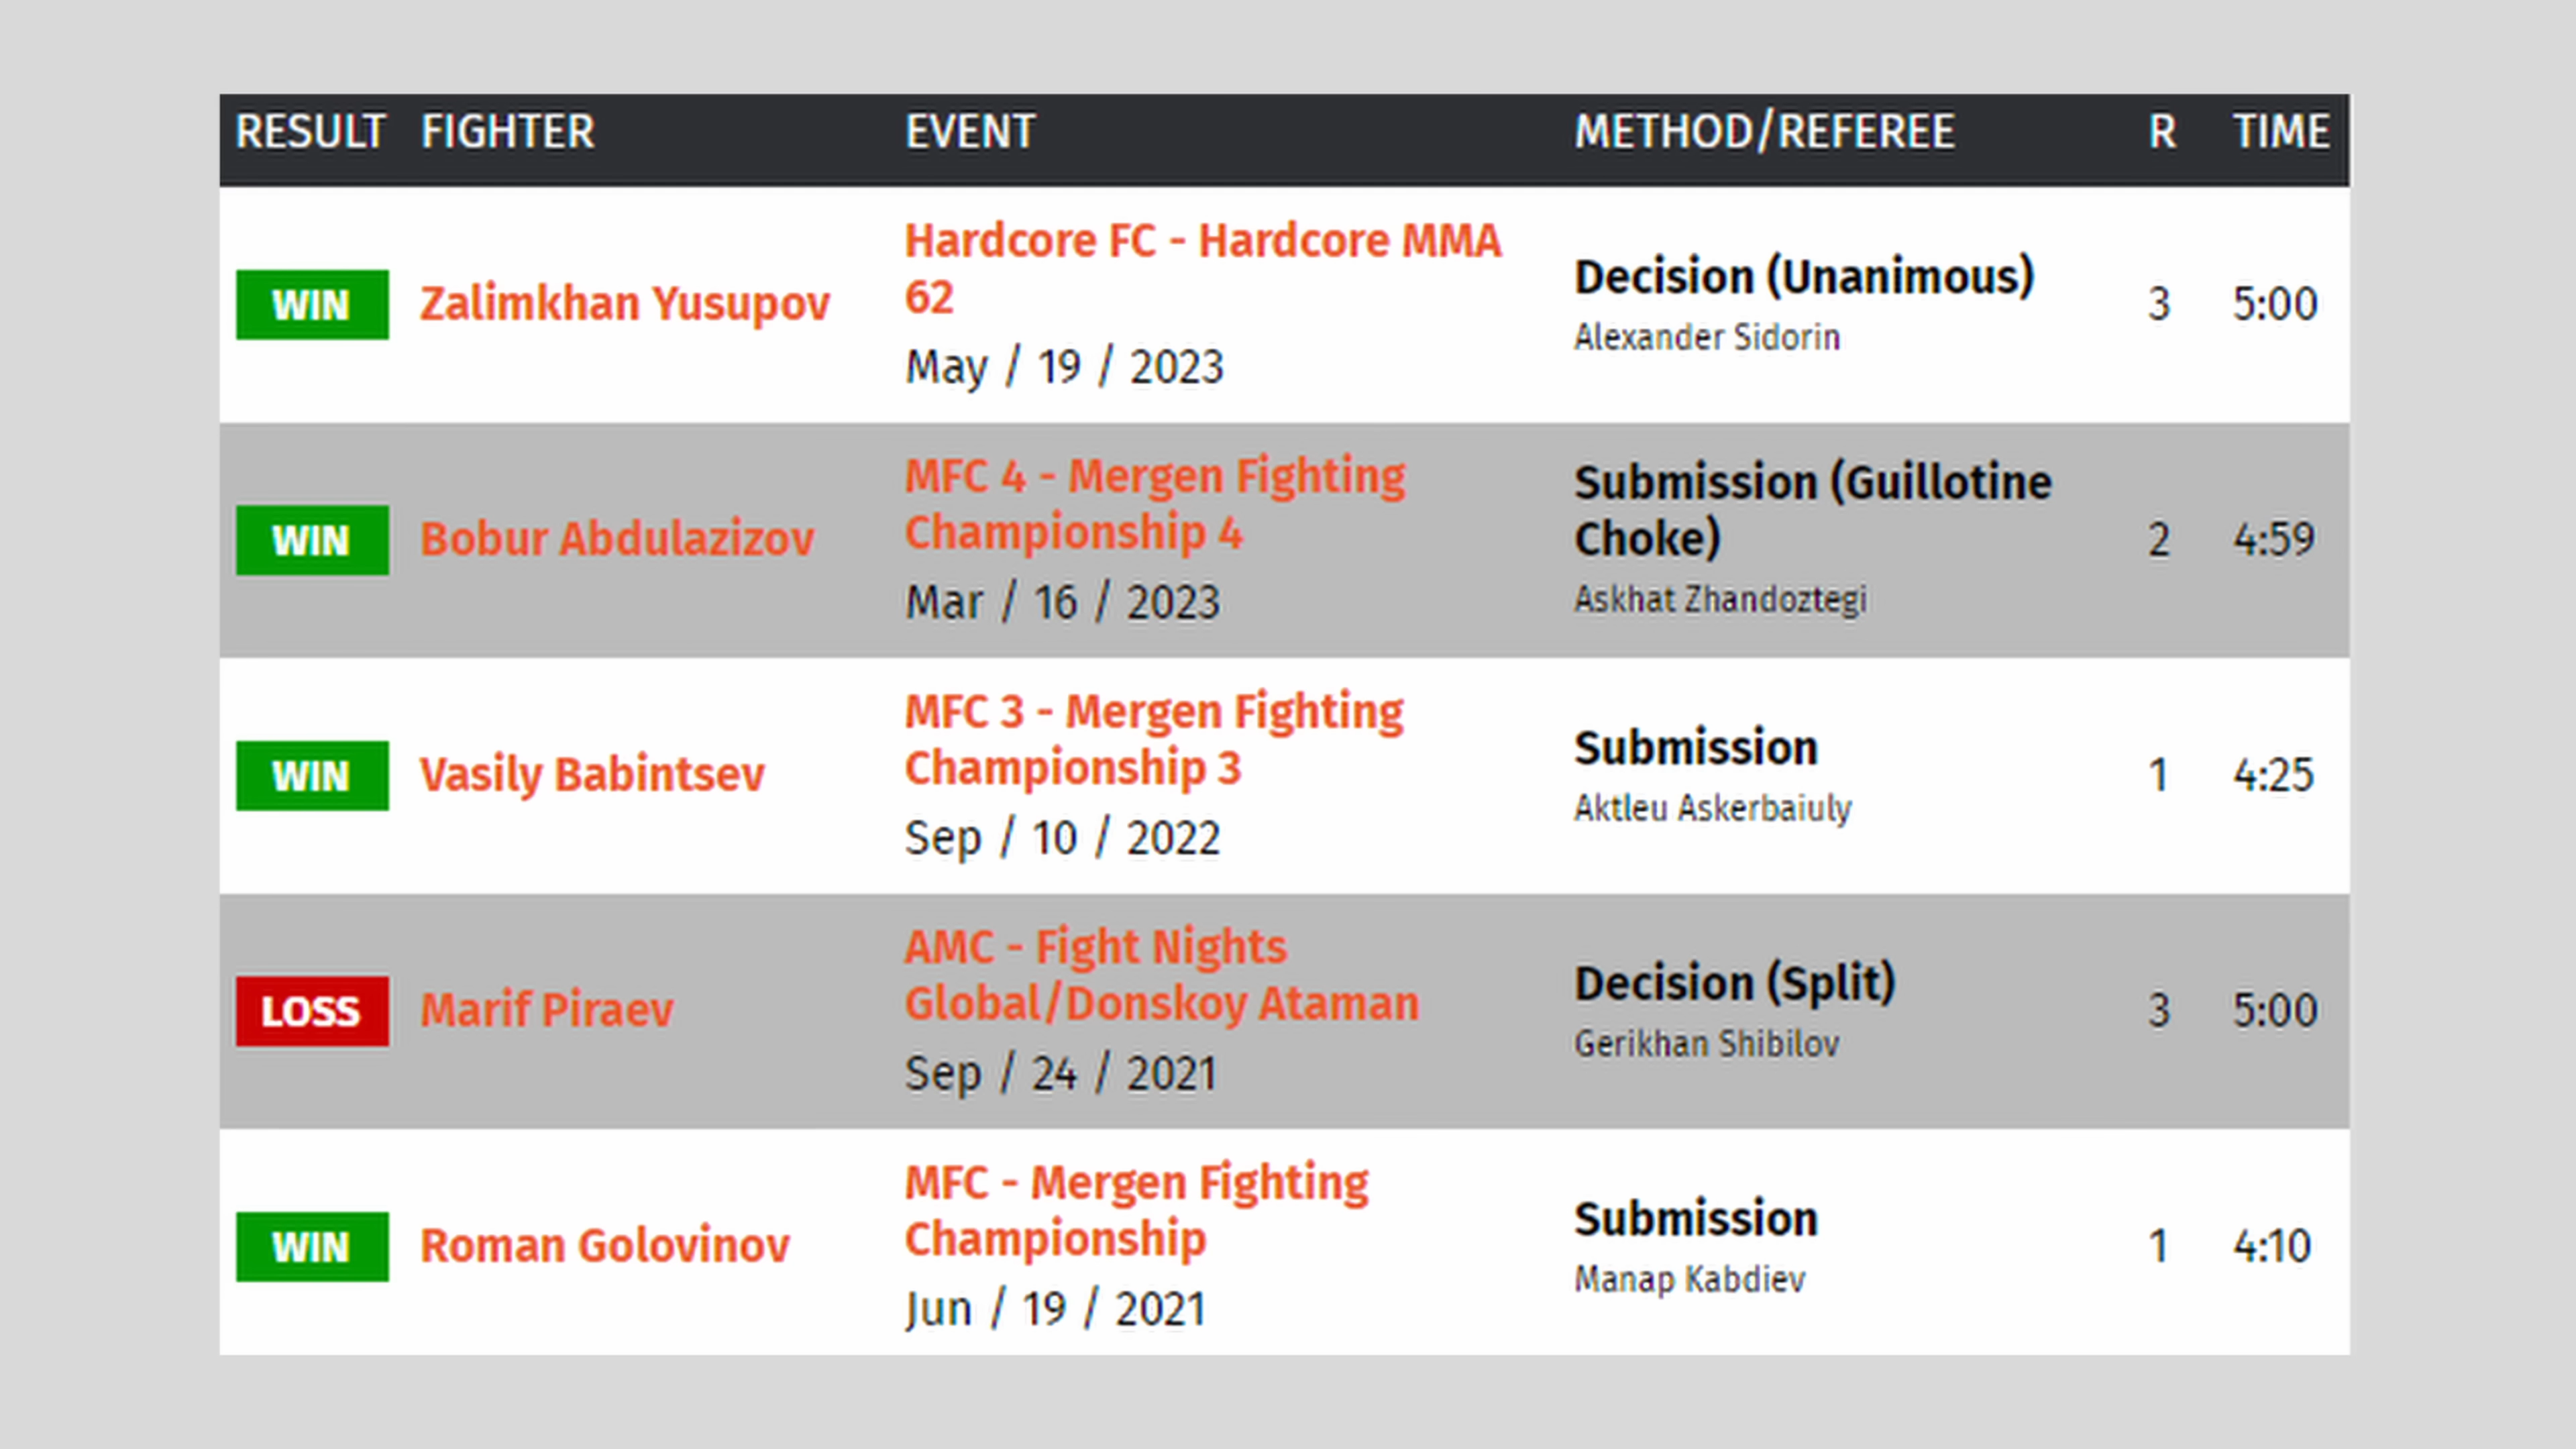 RESULT FIGHTER EVENT METHOD/REFEREE R TIME
WIN Zalimkhan Yusupov
Hardcore FC - Hardcore MMA
62
May / 19 / 2023
Decision (Unanimous)
Alexander Sidorin
3 5:00
WIN Bobur Abdulazizov
MFC 4 - Mergen Fighting
Championship 4
Mar / 16 / 2023
Submission (Guillotine
Choke)
Askhat Zhandoztegi
2 4:59
WIN Vasily Babintsev
MFC 3 - Mergen Fighting
Championship 3
Sep / 10 / 2022
Submission
Aktleu Askerbaiuly
1 4:25
LOSS Marif Piraev
AMC - Fight Nights
Global/Donskoy Ataman
Sep / 24 / 2021
Decision (Split)
Gerikhan Shibilov
3 5:00
WIN Roman Golovinov
MFC - Mergen Fighting
Championship
Jun / 19 / 2021
Submission
Manap Kabdiev
1 4:10